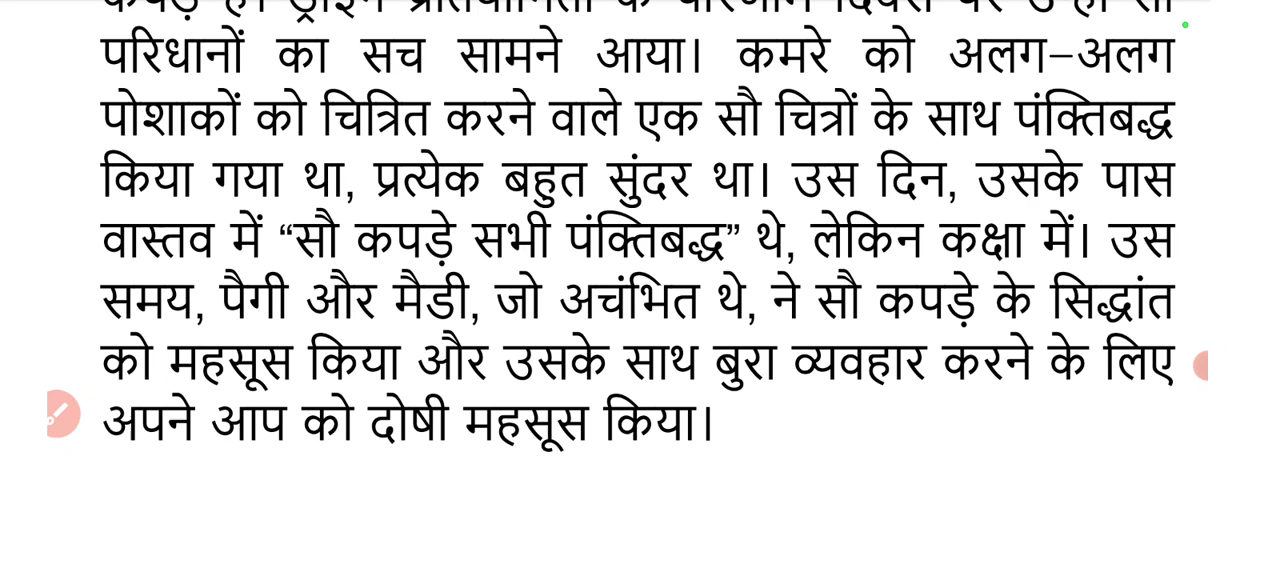 परिधानों का सच सामने आया। कमरे को अलग-अलग
पोशाकों को चित्रित करने वाले एक सौ चित्रों के साथ पंक्तिबद्ध
किया गया था, प्रत्येक बहुत सुंदर था। उस दिन, उसके पास
वास्तव में “सौ कपड़े सभी पंक्तिबद्ध” थे, लेकिन कक्षा में। उस
समय, पैगी और मैडी, जो अचंभित थे, ने सौ कपड़े के सिद्धांत
को महसूस किया और उसके साथ बुरा व्यवहार करने के लिए
अपने आप को दोषी महसूस किया।